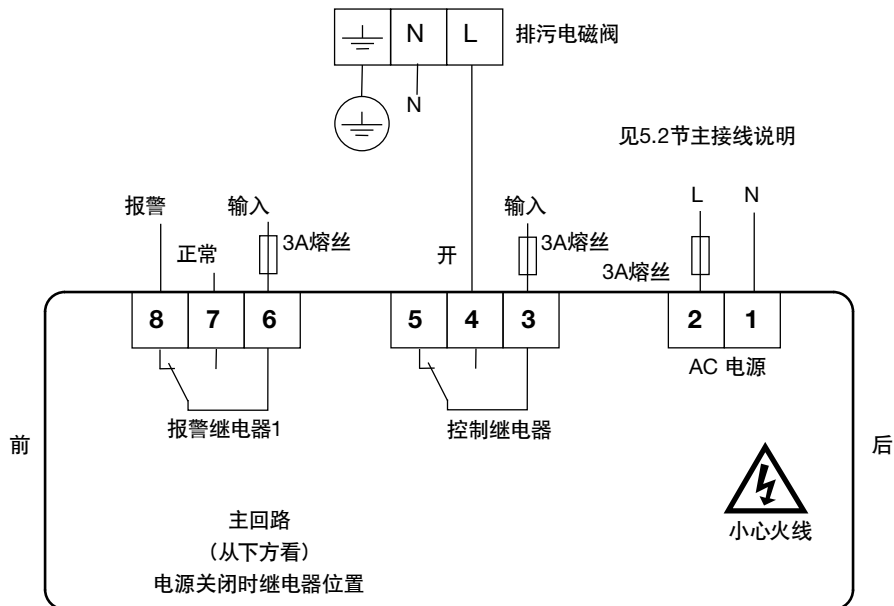 N L 排污电磁阀
N
见5.2节主接线说明
L N
报警 输入 输入
正常 3A熔丝 开 3A熔丝 3A熔丝
8 7 6 5 4 3 2 1
AC 电源
报警继电器1 控制继电器
前 后
小心火线
主回路
（从下方看）
电源关闭时继电器位置